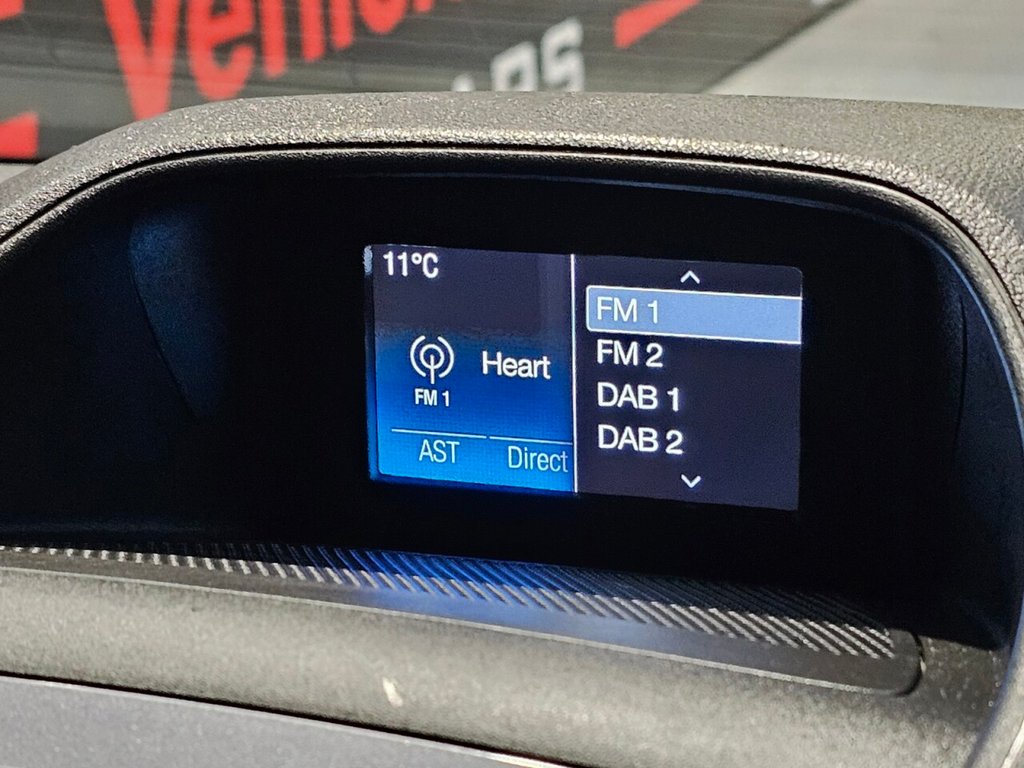 11°C
Heart
FM 1
AST
Direct
FM 1
FM 2
DAB 1
DAB 2